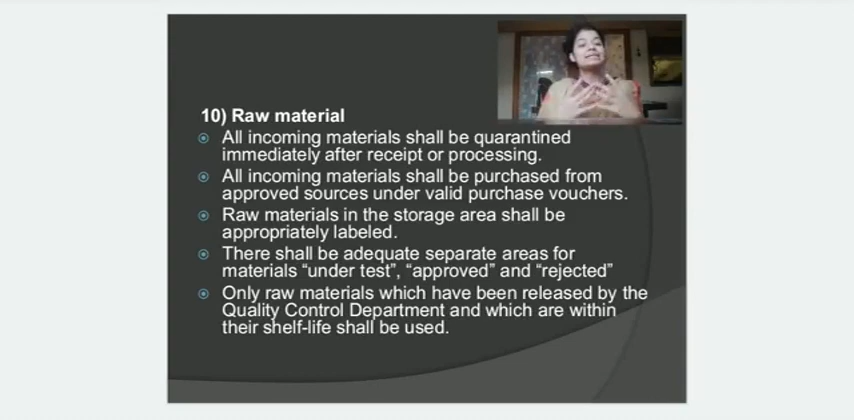 10) Raw material
All incoming materials shall be quarantined
immediately after receipt or processing.
All incoming materials shall be purchased from
approved sources under valid purchase vouchers.
Raw materials in the storage area shall be
appropriately labeled.
There shall be adequate separate areas for
materials “under test”, “approved” and “rejected”
Only raw materials which have been released by the
Quality Control Department and which are within
their shelf-life shall be used.